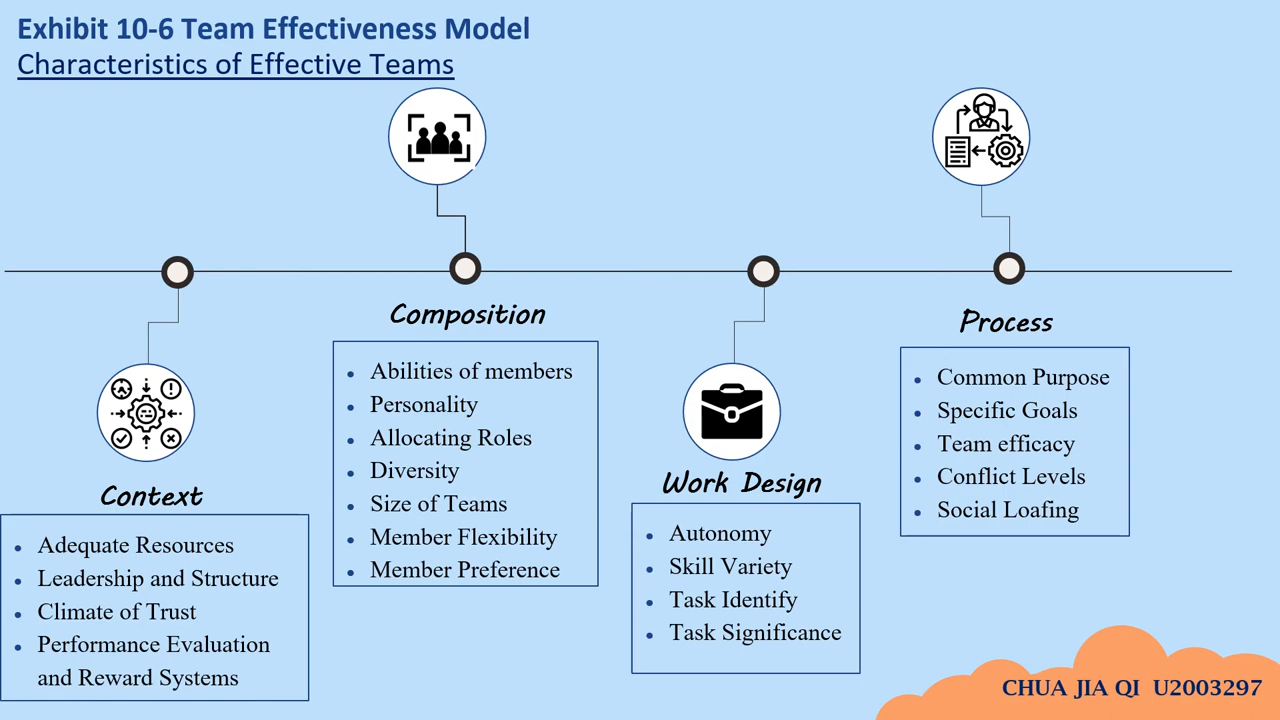 Exhibit 10-6 Team Effectiveness Model
Characteristics of Effective Teams
Context
Adequate Resources
Leadership and Structure
Climate of Trust
Performance Evaluation
and Reward Systems
Composition
Abilities of members
Personality
Allocating Roles
Diversity
Size of Teams
Member Flexibility
Member Preference
Work Design
Autonomy
Skill Variety
Task Identify
Task Significance
Process
Common Purpose
Specific Goals
Team efficacy
Conflict Levels
Social Loafing
CHUA JIA QI U2003297